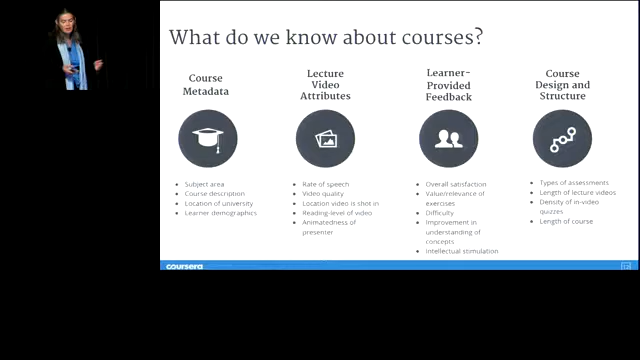 What do we know about courses?
Course
Metadata
Subject area
Course description
Location of university
Learner demographics
Lecture
Video
Attributes
Rate of speech
Video quality
Location video is shot in
Reading-level of video
Animatedness of
presenter
Learner-
Provided
Feedback
Overall satisfaction
Value/relevance of
exercises
Difficulty
Improvement in
understanding of
concepts
Intellectual stimulation
Course
Design and
Structure
Types of assessments
Length of lecture videos
Density of in-video
quizzes
Length of course
coursera